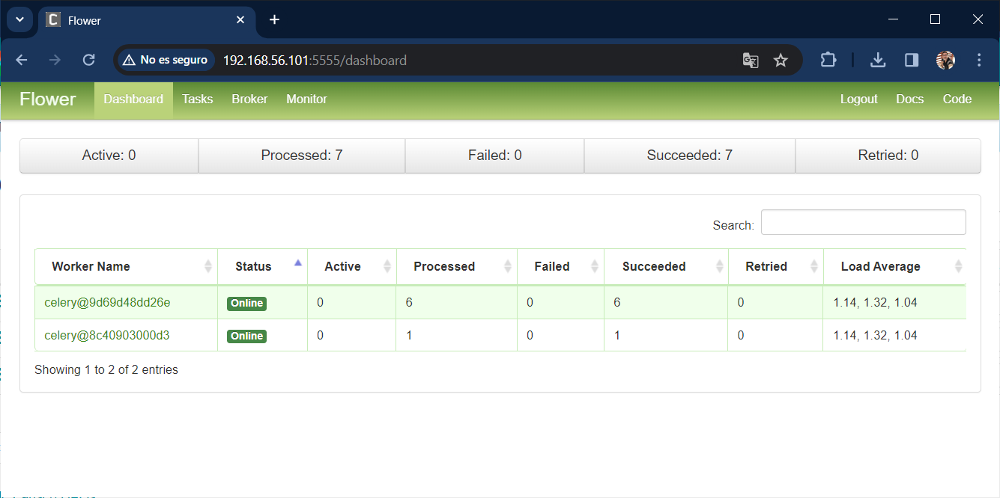 Flower
No es seguro 192.168.56.101:5555/dashboard
Flower Dashboard Tasks Broker Monitor Logout Docs Code
Active: 0 Processed: 7 Failed: 0 Succeeded: 7 Retried: 0
Search:
Worker Name Status Active Processed Failed Succeeded Retried Load Average
celery@9d69d48dd26e Online 0 6 0 6 0 1.14, 1.32, 1.04
celery@8c40903000d3 Online 0 1 0 1 0 1.14, 1.32, 1.04
Showing 1 to 2 of 2 entries